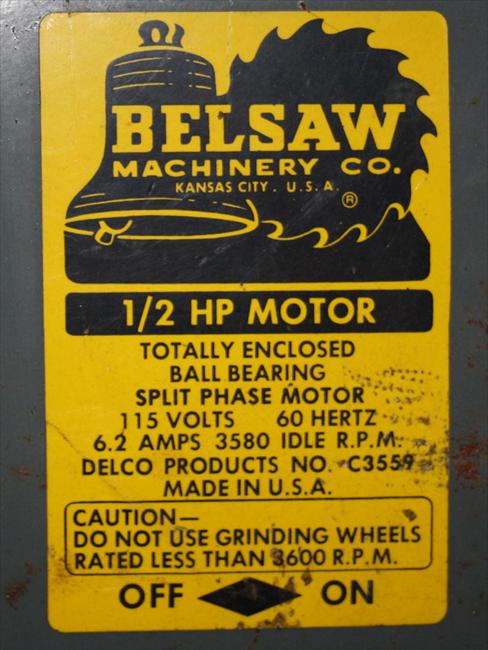 BELSAW
MACHINERY CO.
KANSAS CITY. U.S.A.
®
1/2 HP MOTOR
TOTALLY ENCLOSED
BALL BEARING
SPLIT PHASE MOTOR
115 VOLTS 60 HERTZ
6.2 AMPS 3580 IDLE R.P.M.
DELCO PRODUCTS NO. C3559
MADE IN U.S.A.
CAUTION—
DO NOT USE GRINDING WHEELS
RATED LESS THAN 3600 R.P.M.
OFF ON